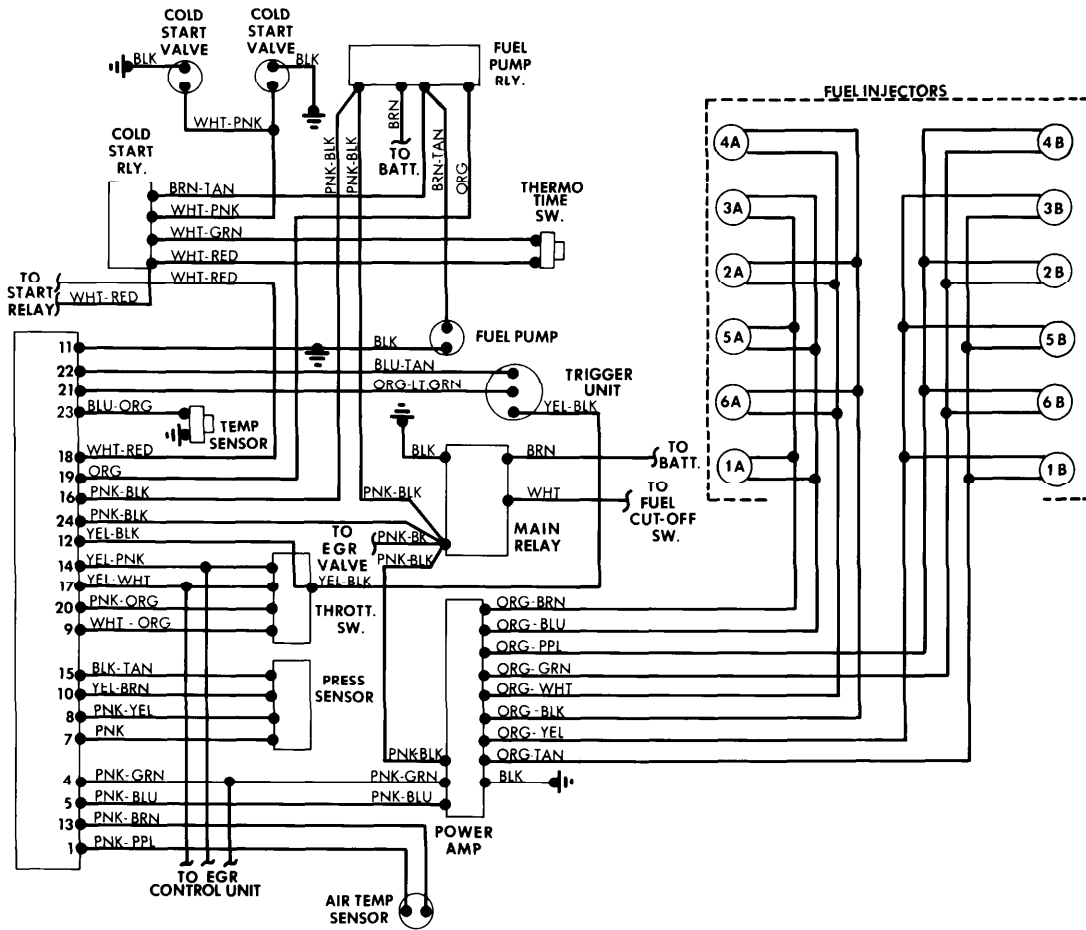 COLD
START
VALVE
COLD
START
VALVE
BLK
BLK
FUEL
PUMP
RLY.
WHT-PNK
COLD
START
RLY.
PNK-BLK
PNK-BLK
BRN
TO
BATT.
BRN-TAN
ORG
BRN-TAN
WHT-PNK
WHT-GRN
WHT-RED
WHT-RED
THERMO
TIME
SW.
TO
START
RELAY
WHT-RED
FUEL INJECTORS
4A
3A
2A
5A
6A
1A
4B
3B
2B
5B
6B
1B
11
BLK
FUEL PUMP
22
BLU-TAN
21
ORG-LT.GRN
TRIGGER
UNIT
YEL-BLK
23
BLU-ORG
TEMP
SENSOR
18
WHT-RED
19
ORG
16
PNK-BLK
24
PNK-BLK
12
YEL-BLK
14
YEL-PNK
17
YEL-WHT
20
PNK-ORG
9
WHT-ORG
BLK
BRN
TO
BATT.
WHT
TO
FUEL
CUT-OFF
SW.
PNK-BLK
MAIN
RELAY
TO
EGR
VALVE
PNK-BK
PNK-BLK
YEL-BLK
THROTT.
SW.
15
BLK-TAN
10
YEL-BRN
8
PNK-YEL
7
PNK
PRESS
SENSOR
ORG-BRN
ORG-BLU
ORG-PPL
ORG-GRN
ORG-WHT
ORG-BLK
ORG-YEL
ORG-TAN
BLK
PNK-BLK
4
PNK-GRN
PNK-GRN
5
PNK-BLU
PNK-BLU
13
PNK-BRN
1
PNK-PPL
POWER
AMP
TO EGR
CONTROL UNIT
AIR TEMP
SENSOR